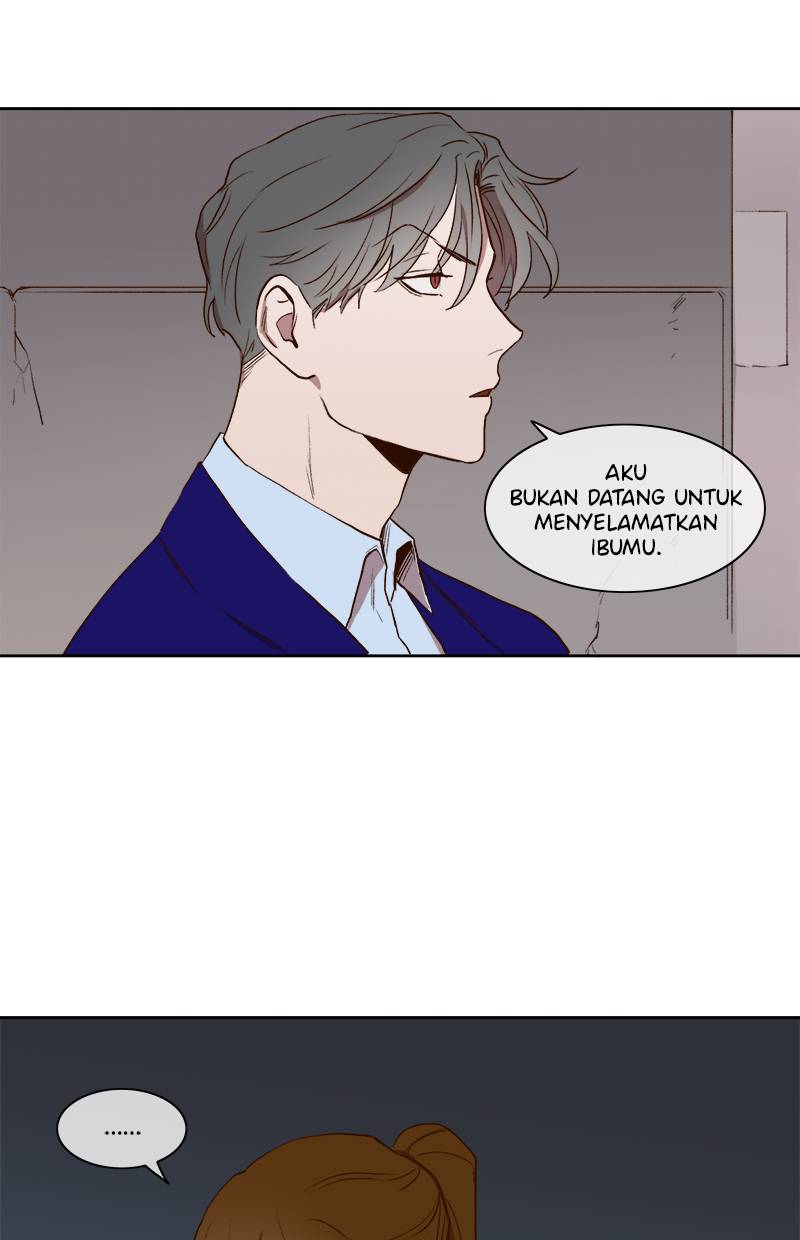 AKU
BUKAN DATANG UNTUK
MENYELAMATKAN
IBUMU.
......